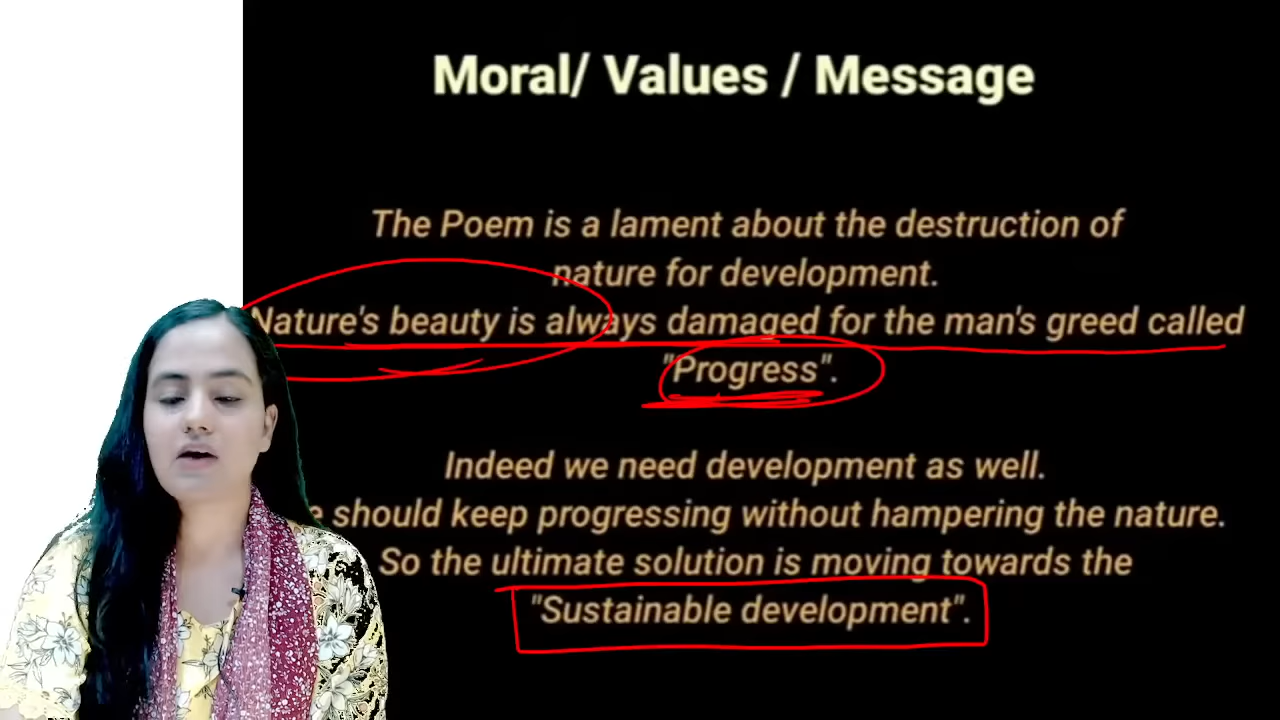 Moral/ Values / Message
The Poem is a lament about the destruction of
nature for development.
Nature's beauty is always damaged for the man's greed called
"Progress".
Indeed we need development as well.
should keep progressing without hampering the nature.
So the ultimate solution is moving towards the
"Sustainable development".